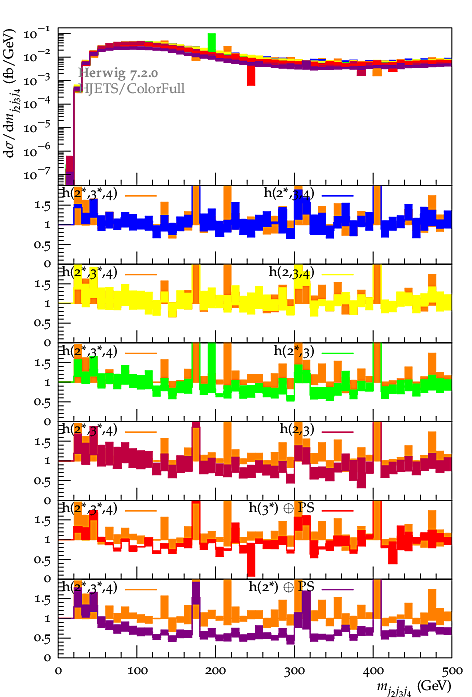 10⁻¹
10⁻²
10⁻³
10⁻⁴
10⁻⁵
10⁻⁶
10⁻⁷
dσ/dm_{j₂j₃j₄} (fb/GeV)
Herwig 7.2.0
HJETS/ColorFull
h(2*,3*,4) h(2*,3,4)
1.5
1
0.5
0
h(2*,3*,4) h(2,3,4)
1.5
1
0.5
0
h(2*,3*,4) h(2*,3)
1.5
1
0.5
0
h(2*,3*,4) h(2,3)
1.5
1
0.5
0
h(2*,3*,4) h(3*) ⊕ PS
1.5
1
0.5
0
h(2*,3*,4) h(2*) ⊕ PS
1.5
1
0.5
0
0 100 200 300 400 500
m_{j₂j₃j₄} (GeV)